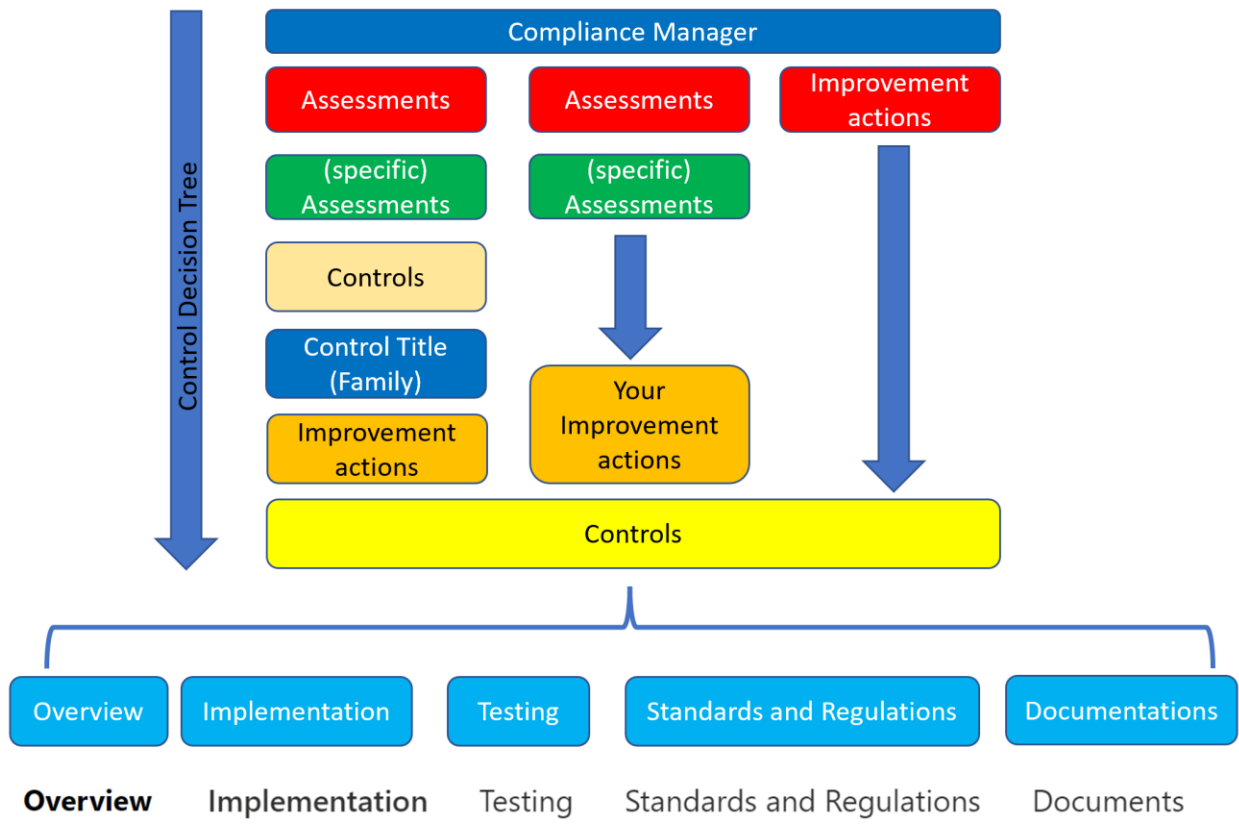 Compliance Manager
Assessments
Assessments
Improvement
actions
(specific)
Assessments
(specific)
Assessments
Control Decision Tree
Controls
Control Title
(Family)
Your
Improvement
actions
Improvement
actions
Controls
Overview
Implementation
Testing
Standards and Regulations
Documentations
Overview
Implementation
Testing
Standards and Regulations
Documents